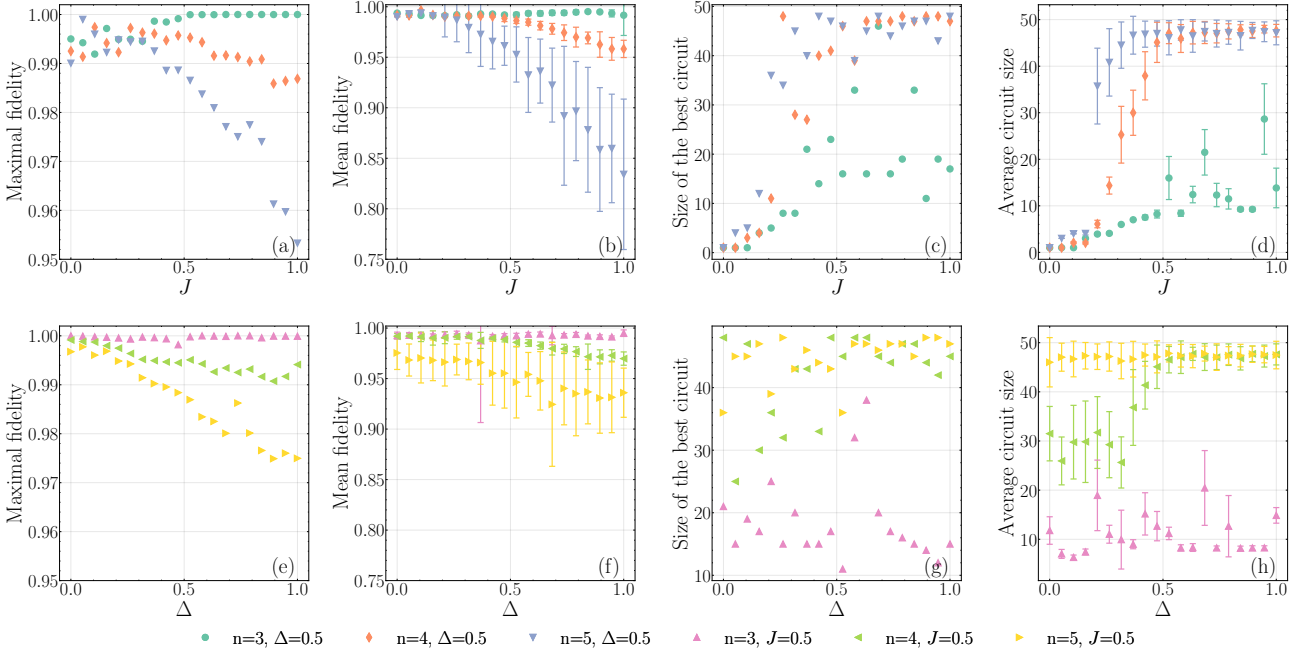 1.00
0.99
0.98
0.97
0.96
0.95
Maximal fidelity
0.0
0.5
1.0
J
(a)
1.00
0.95
0.90
0.85
0.80
0.75
Mean fidelity
0.0
0.5
1.0
J
(b)
50
40
30
20
10
0
Size of the best circuit
0.0
0.5
1.0
J
(c)
50
40
30
20
10
0
Average circuit size
0.0
0.5
1.0
J
(d)
1.00
0.99
0.98
0.97
0.96
0.95
Maximal fidelity
0.0
0.5
1.0
Δ
(e)
1.00
0.95
0.90
0.85
0.80
0.75
Mean fidelity
0.0
0.5
1.0
Δ
(f)
40
30
20
10
Size of the best circuit
0.0
0.5
1.0
Δ
(g)
50
40
30
20
10
Average circuit size
0.0
0.5
1.0
Δ
(h)
n=3, Δ=0.5 n=4, Δ=0.5 n=5, Δ=0.5 n=3, J=0.5 n=4, J=0.5 n=5, J=0.5